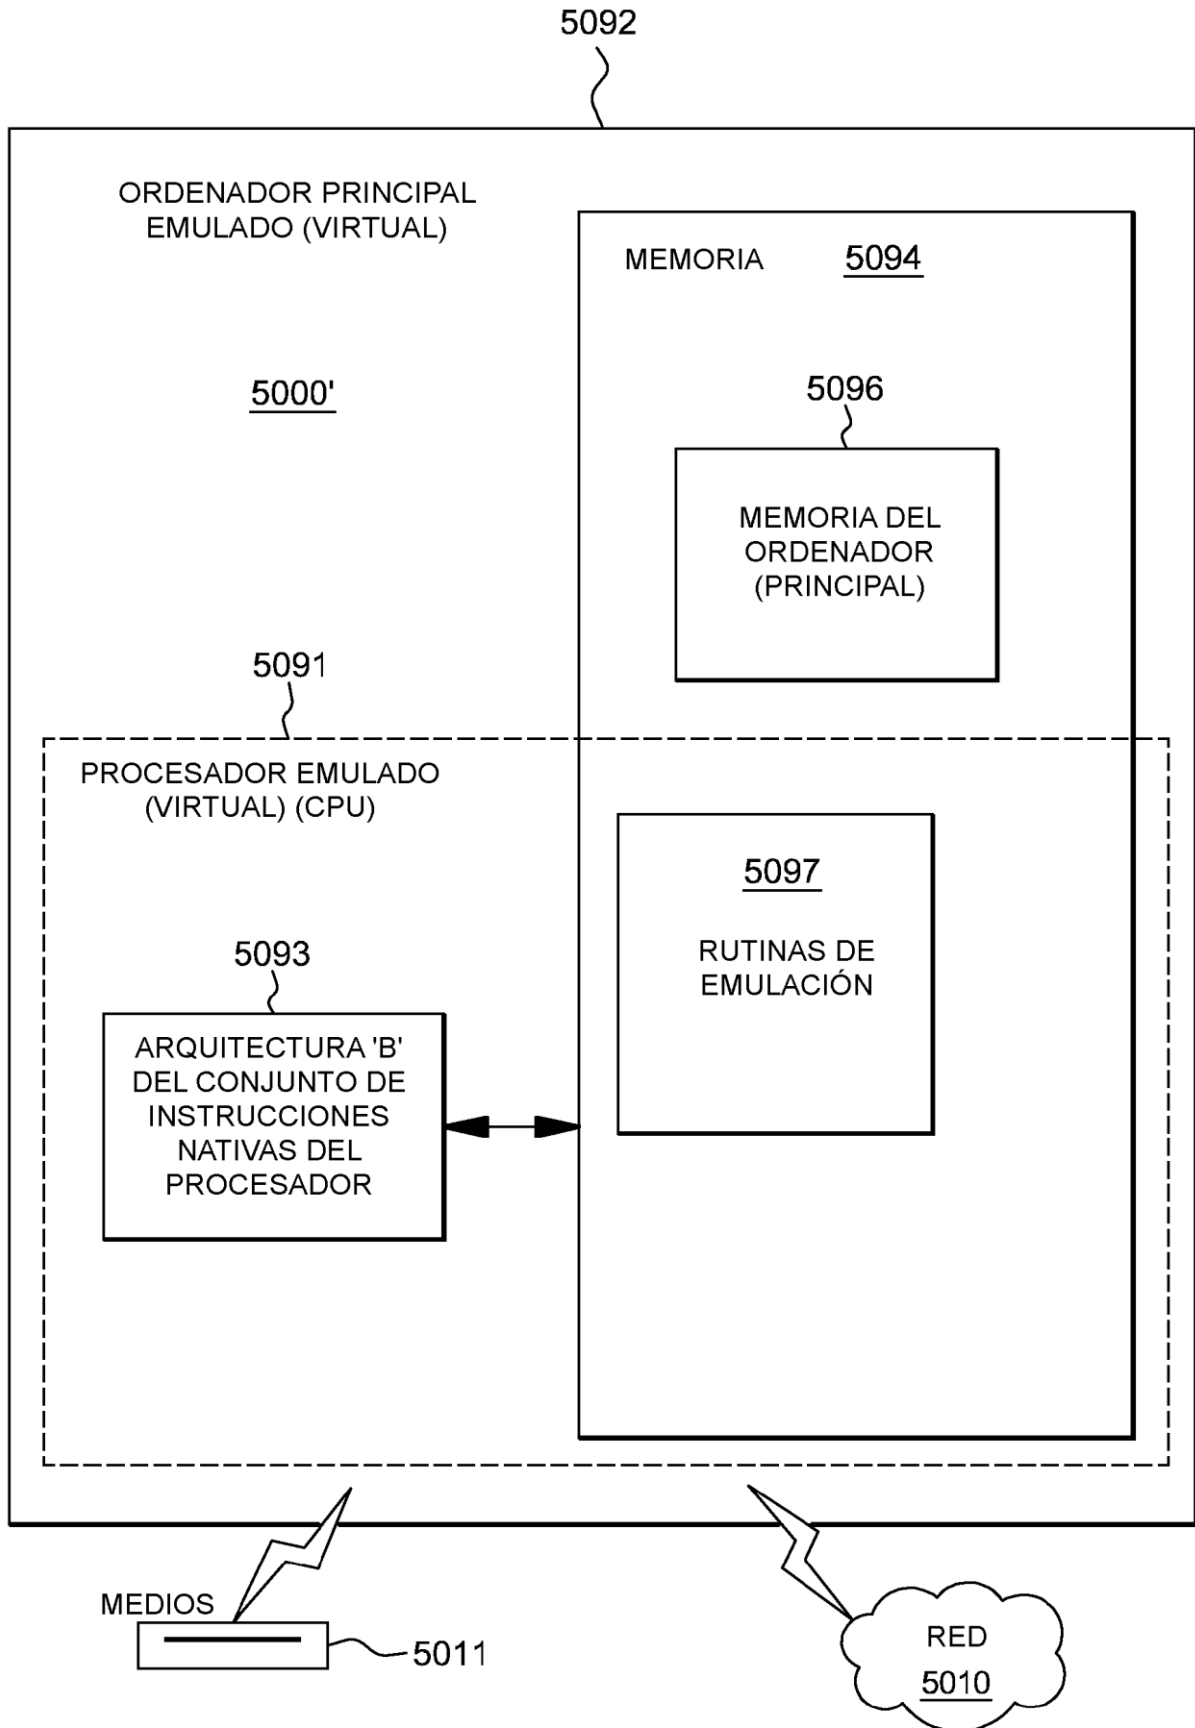 5092
ORDENADOR PRINCIPAL
EMULADO (VIRTUAL)
MEMORIA 5094
5000'
5096
MEMORIA DEL
ORDENADOR
(PRINCIPAL)
5091
PROCESADOR EMULADO
(VIRTUAL) (CPU)
5097
RUTINAS DE
EMULACIÓN
5093
ARQUITECTURA 'B'
DEL CONJUNTO DE
INSTRUCCIONES
NATIVAS DEL
PROCESADOR
MEDIOS
5011
RED
5010